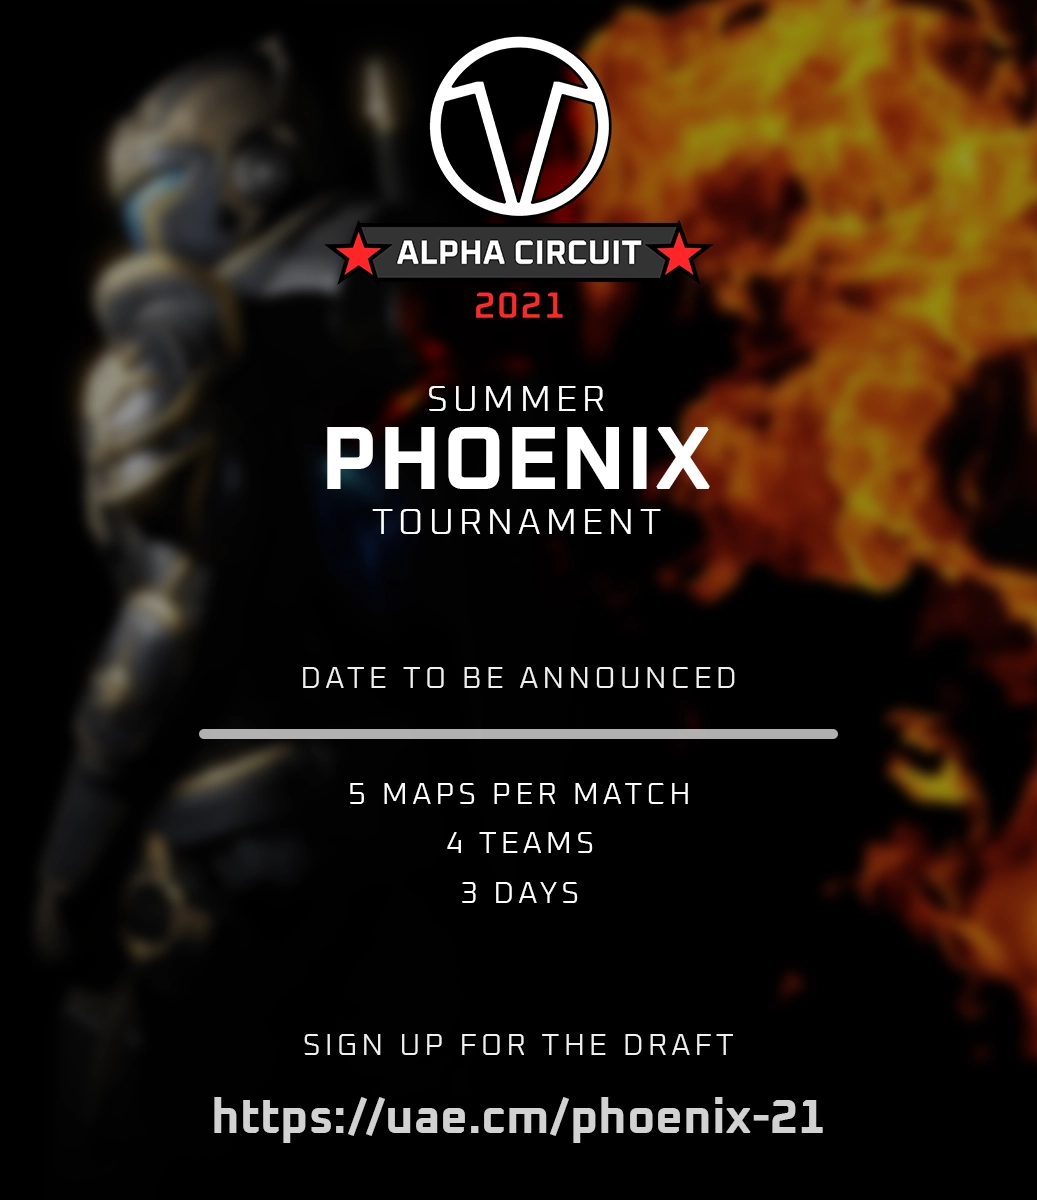 ALPHA CIRCUIT
2021
SUMMER
PHOENIX
TOURNAMENT
DATE TO BE ANNOUNCED
5 MAPS PER MATCH
4 TEAMS
3 DAYS
SIGN UP FOR THE DRAFT
https://uae.cm/phoenix-21